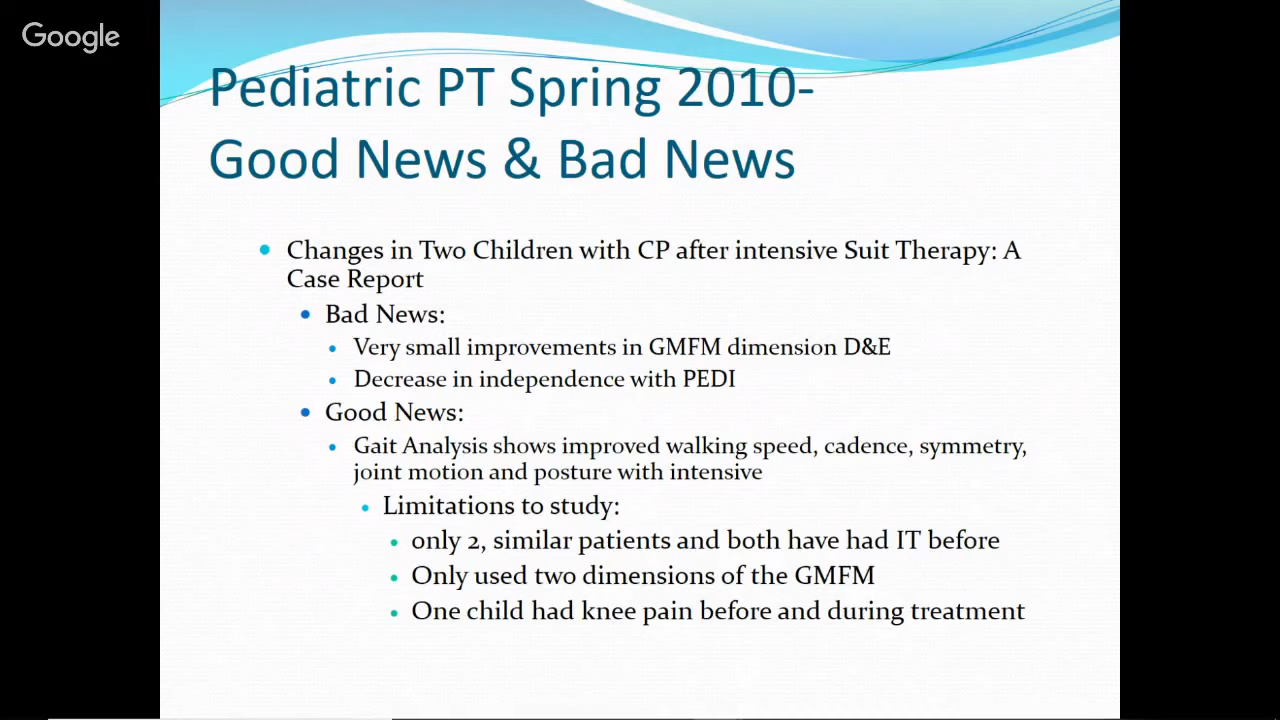 Google
Pediatric PT Spring 2010-
Good News & Bad News
• Changes in Two Children with CP after intensive Suit Therapy: A
Case Report
• Bad News:
• Very small improvements in GMFM dimension D&E
• Decrease in independence with PEDI
• Good News:
• Gait Analysis shows improved walking speed, cadence, symmetry,
joint motion and posture with intensive
• Limitations to study:
• only 2, similar patients and both have had IT before
• Only used two dimensions of the GMFM
• One child had knee pain before and during treatment